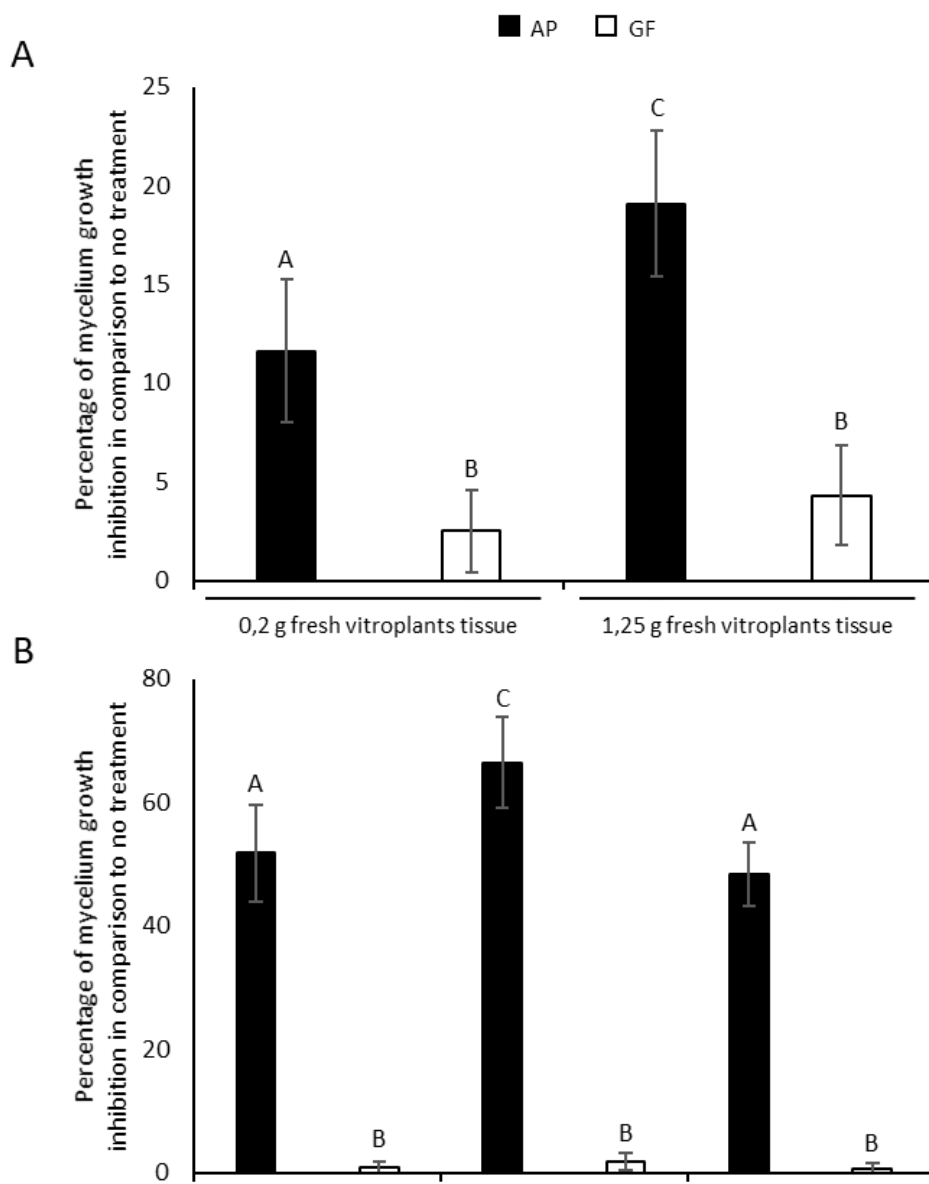 AP GF
A
Percentage of mycelium growth
inhibition in comparison to no treatment
25
20
15
10
5
0
A
B
C
B
0,2 g fresh vitroplants tissue
1,25 g fresh vitroplants tissue
B
Percentage of mycelium growth
inhibition in comparison to no treatment
80
60
40
20
0
A
B
C
B
A
B